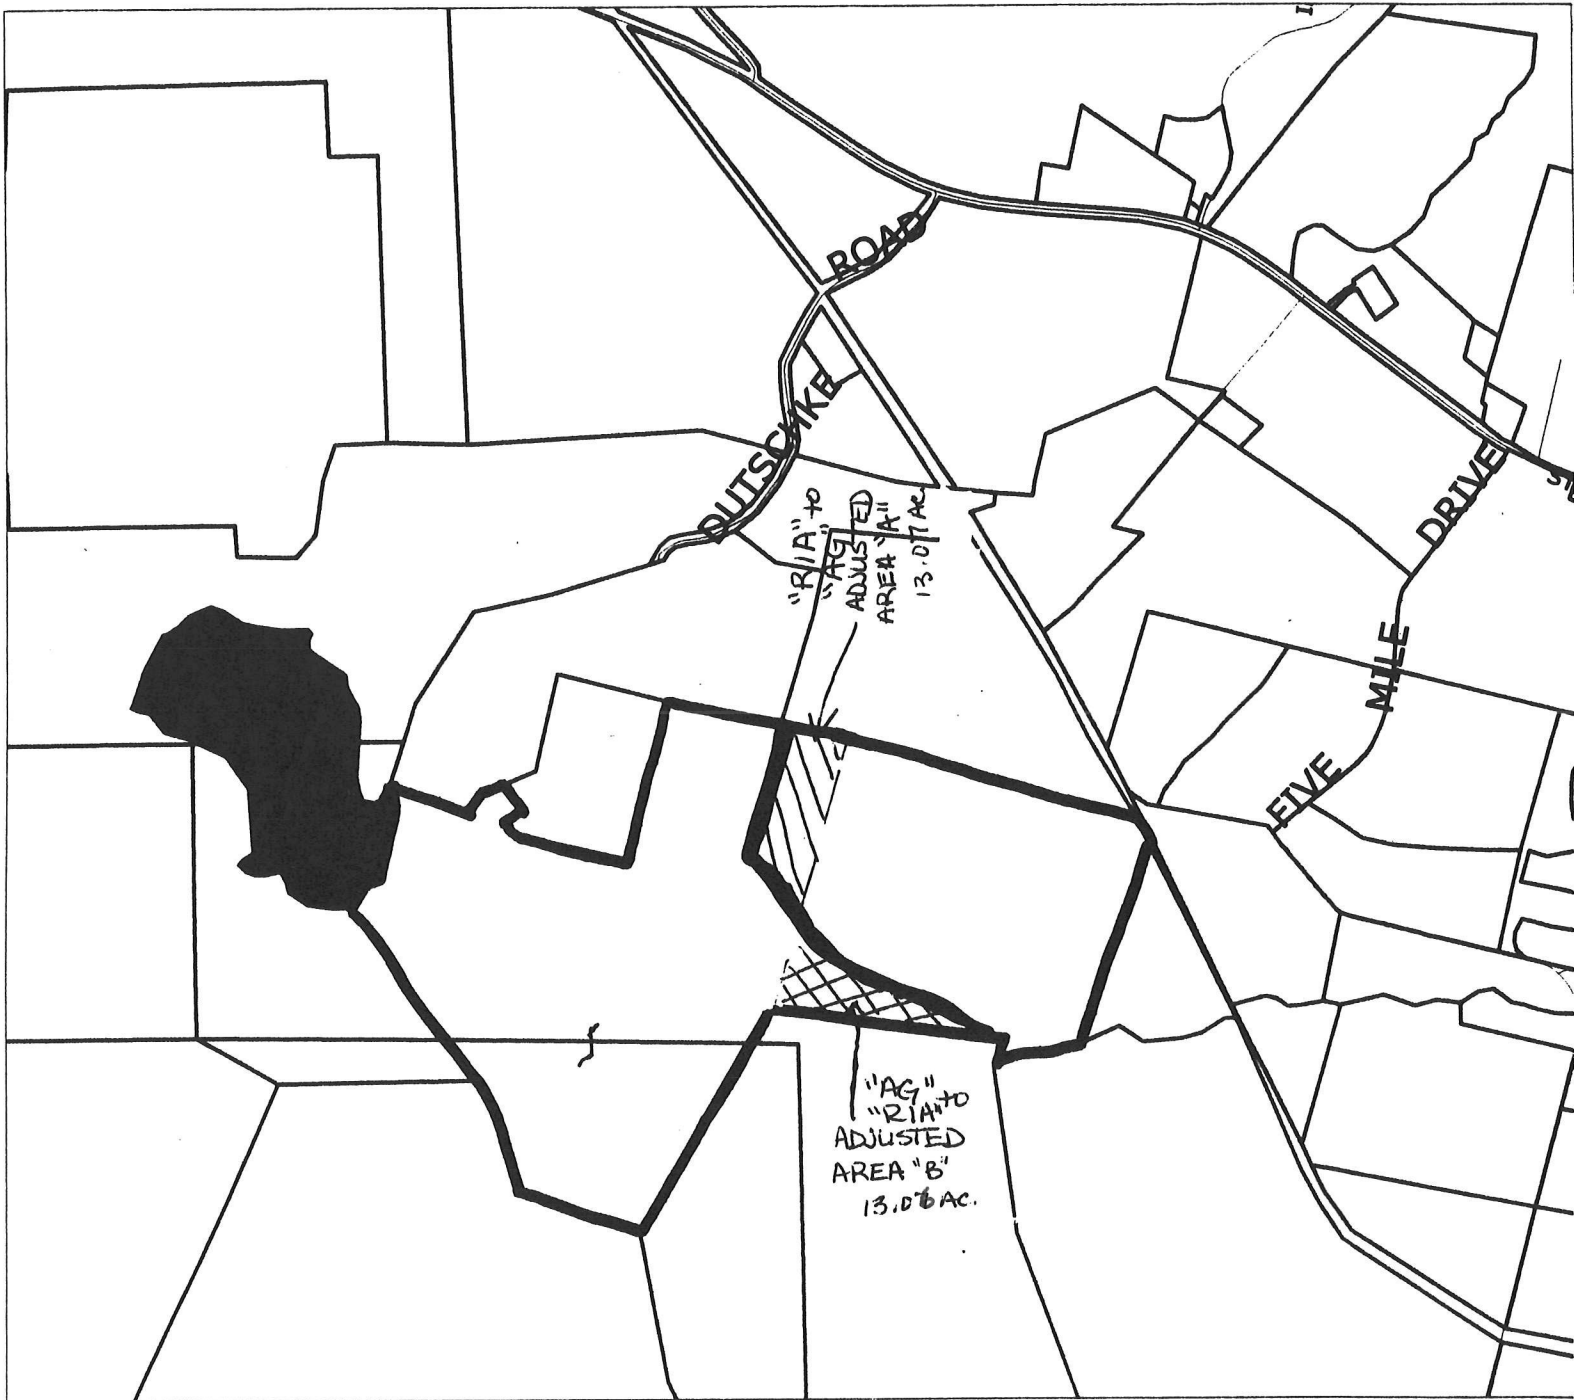 ROAD
DUTSCHKE
"R1A" to
"AG"
ADJUSTED
AREA "A"
13.07 AC.
DRIVE
MILE
FIVE
"AG" to
"R1A"
ADJUSTED
AREA "B"
13.06 AC.